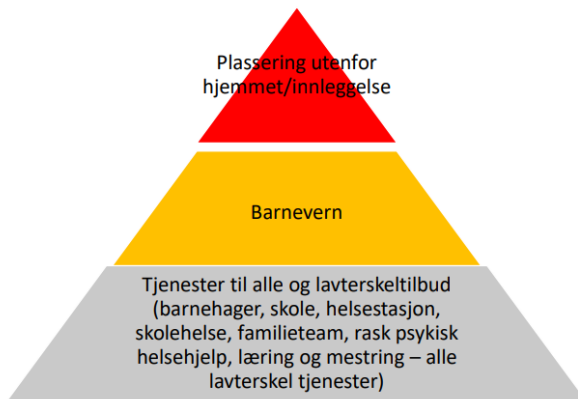 Plassering utenfor
hjemmet/innleggelse
Barnevern
Tjenester til alle og lavterskeltilbud
(barnehager, skole, helsestasjon,
skolehelse, familieteam, rask psykisk
helsehjelp, læring og mestring – alle
lavterskel tjenester)